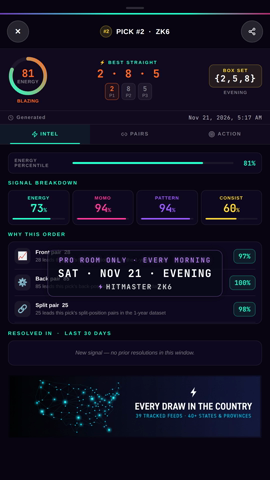 #2 PICK #2 · ZK6
81
ENERGY
BLAZING
⚡ BEST STRAIGHT
2 · 8 · 5
2 8 5
P1 P2 P3
BOX SET
{2,5,8}
EVENING
Generated
Nov 21, 2026, 5:17 AM
INTEL
PAIRS
ACTION
ENERGY PERCENTILE
81%
SIGNAL BREAKDOWN
ENERGY MOMO PATTERN CONSIST
73% 94% 94% 60%
WHY THIS ORDER
Front pair 28
97%
PRO ROOM ONLY · EVERY MORNING
SAT · NOV 21 · EVENING
⚡ HITMASTER ZK6
Back
100%
Split pair 25
25 leads this pick's split-position pairs in the 1-year dataset
98%
RESOLVED IN · LAST 30 DAYS
New signal — no prior resolutions in this window.
EVERY DRAW IN THE COUNTRY
39 TRACKED FEEDS · 40+ STATES & PROVINCES